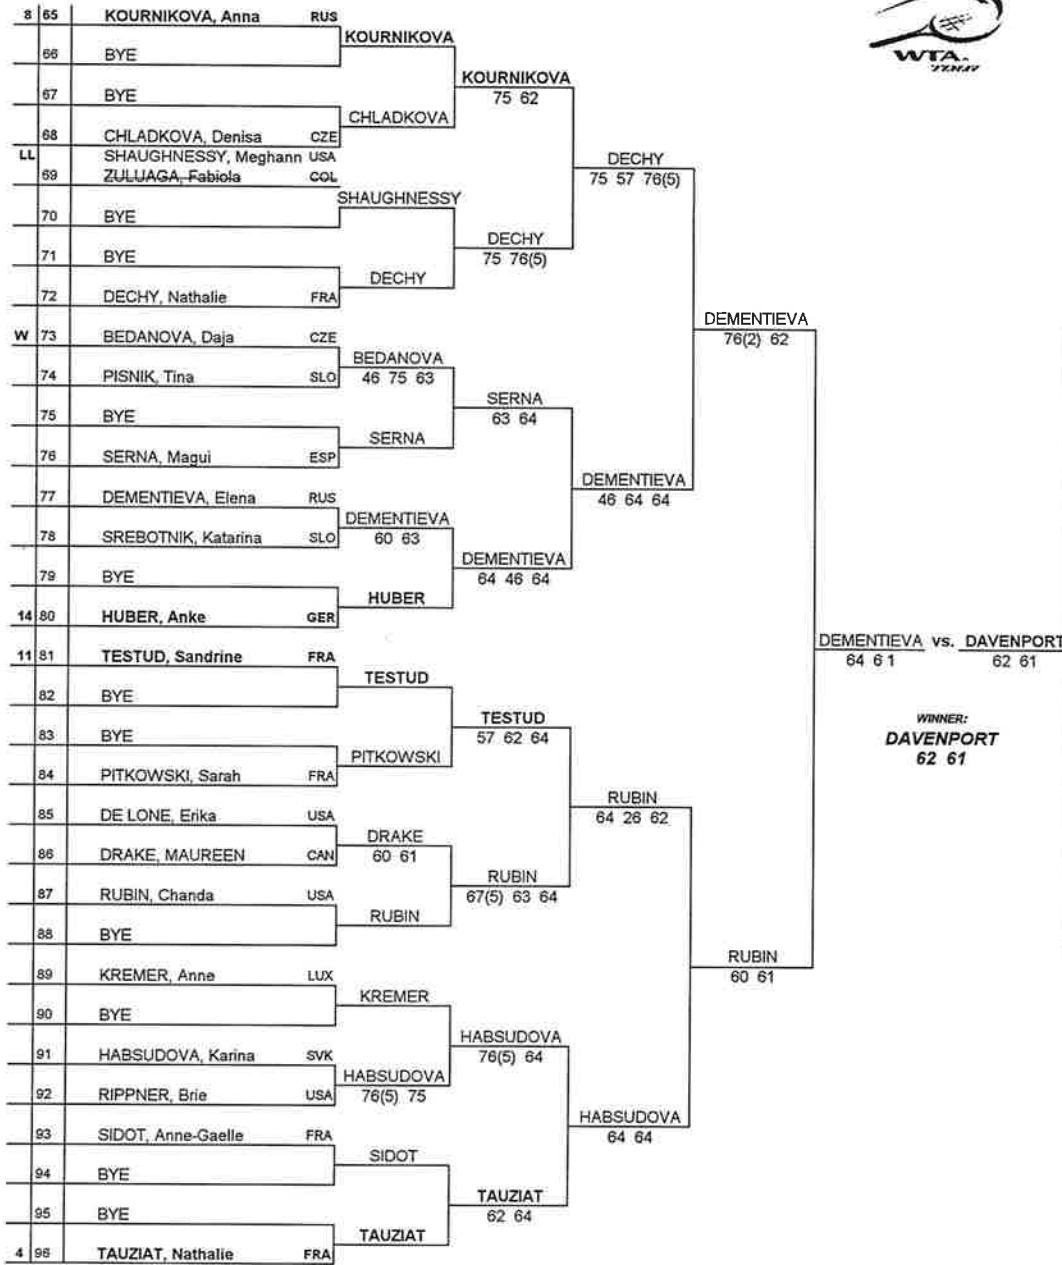 8 65 KOURNIKOVA, Anna RUS
KOURNIKOVA
66 BYE
KOURNIKOVA
75 62
67 BYE
CHLADKOVA
68 CHLADKOVA, Denisa CZE
LL SHAUGHNESSY, Meghann USA
69 ZULUAGA, Fabiola COL
DECHY
75 57 76(5)
SHAUGHNESSY
70 BYE
DECHY
75 76(5)
71 BYE
DECHY
72 DECHY, Nathalie FRA
DEMENTIEVA
76(2) 62
W 73 BEDANOVA, Daja CZE
BEDANOVA
46 75 63
74 PISNIK, Tina SLO
SERNA
63 64
75 BYE
SERNA
76 SERNA, Magui ESP
DEMENTIEVA
46 64 64
77 DEMENTIEVA, Elena RUS
DEMENTIEVA
60 63
78 SREBOTNIK, Katarina SLO
DEMENTIEVA
64 46 64
79 BYE
HUBER
14 80 HUBER, Anke GER
DEMENTIEVA vs. DAVENPORT
64 6 1 62 61
11 81 TESTUD, Sandrine FRA
TESTUD
82 BYE
TESTUD
57 62 64
WINNER:
DAVENPORT
62 61
83 BYE
PITKOWSKI
84 PITKOWSKI, Sarah FRA
RUBIN
64 26 62
85 DE LONE, Erika USA
DRAKE
60 61
86 DRAKE, MAUREEN CAN
RUBIN
67(5) 63 64
87 RUBIN, Chanda USA
RUBIN
88 BYE
RUBIN
60 61
89 KREMER, Anne LUX
KREMER
90 BYE
HABSUDOVA
76(5) 64
91 HABSUDOVA, Karina SVK
HABSUDOVA
76(5) 75
92 RIPPNER, Brie USA
HABSUDOVA
64 64
93 SIDOT, Anne-Gaelle FRA
SIDOT
94 BYE
TAUZIAT
62 64
95 BYE
TAUZIAT
4 96 TAUZIAT, Nathalie FRA
WTA.
TOUR